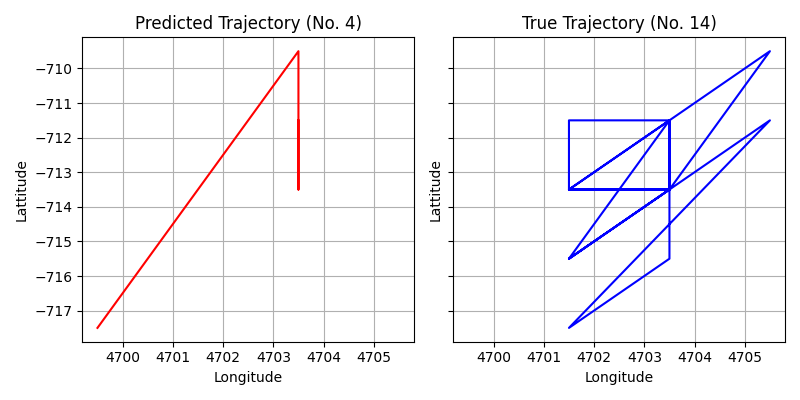 Predicted Trajectory (No. 4)
True Trajectory (No. 14)
−710
−711
−712
−713
−714
−715
−716
−717
Lattitude
Lattitude
4700 4701 4702 4703 4704 4705
4700 4701 4702 4703 4704 4705
Longitude
Longitude